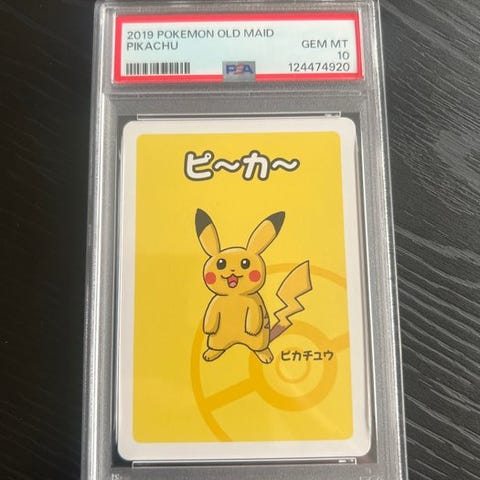 2019 POKEMON OLD MAID
PIKACHU
GEM MT
10
PSA
124474920
ピ～カ～
ピカチュウ